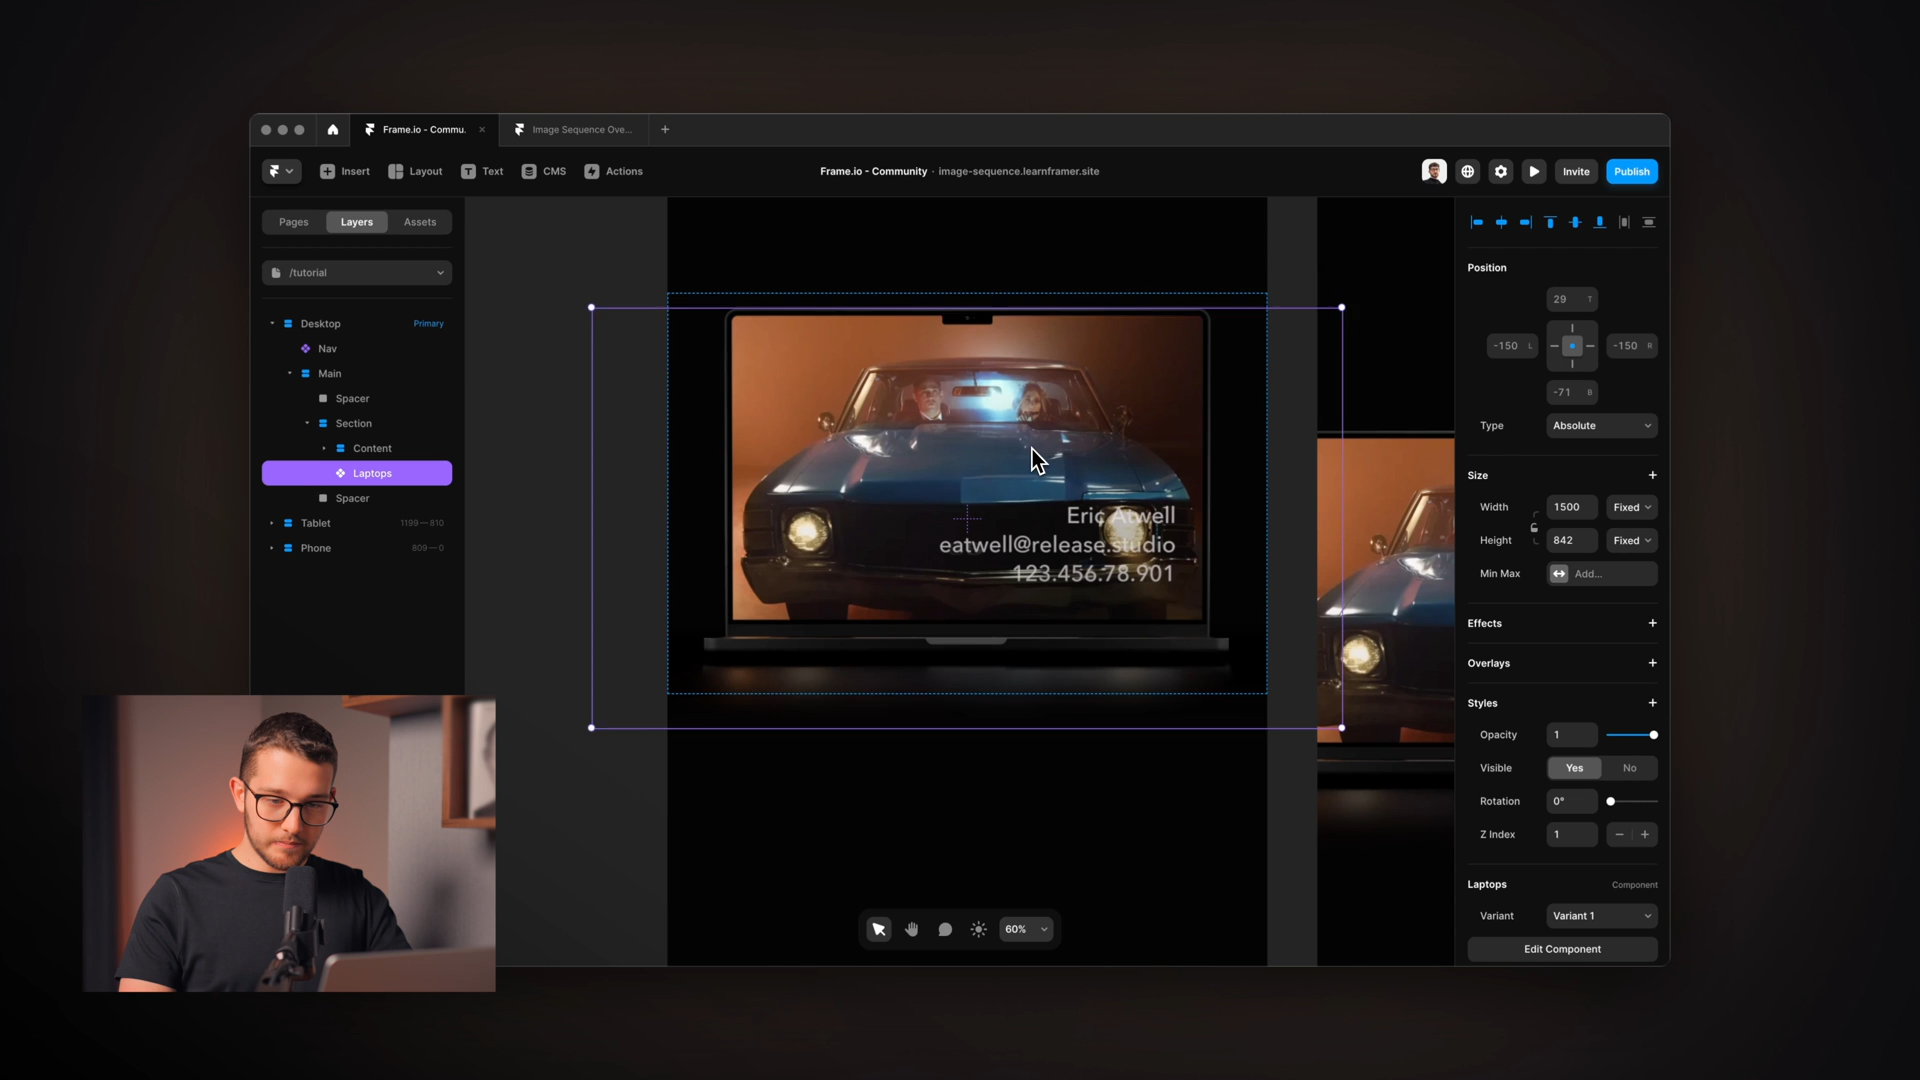 Frame.io - Commu.
Image Sequence Ove...
Insert
Layout
Text
CMS
Actions
Frame.io - Community · image-sequence.learnframer.site
Invite
Publish
Pages
Layers
Assets
/tutorial
Desktop
Primary
Nav
Main
Spacer
Section
Content
Laptops
Spacer
Tablet
1199—810
Phone
809—0
Eric Atwell
eatwell@release.studio
123.456.78.901
60%
Position
29 T
-150 L
-150 R
-71 B
Type
Absolute
Size
Width 1500 Fixed
Height 842 Fixed
Min Max Add...
Effects
Overlays
Styles
Opacity 1
Visible Yes No
Rotation 0°
Z Index 1
Laptops Component
Variant Variant 1
Edit Component